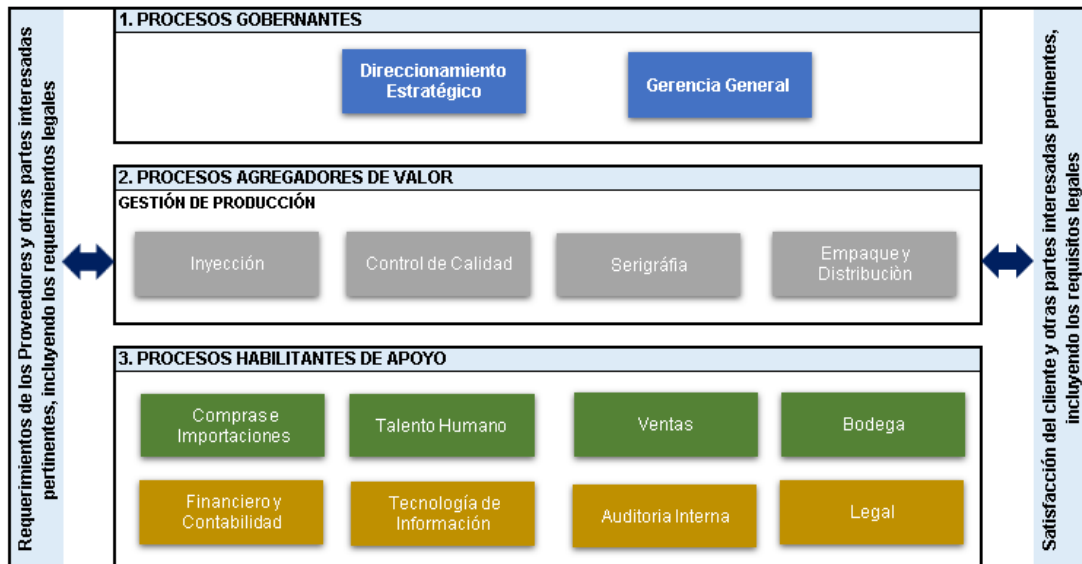 Requerimientos de los Proveedores y otras partes interesadas
pertinentes, incluyendo los requerimientos legales
1. PROCESOS GOBERNANTES
Direccionamiento
Estratégico
Gerencia General
2. PROCESOS AGREGADORES DE VALOR
GESTIÓN DE PRODUCCIÓN
Inyección
Control de Calidad
Serigráfia
Empaque y
Distribuciòn
3. PROCESOS HABILITANTES DE APOYO
Compras e
Importaciones
Talento Humano
Ventas
Bodega
Financiero y
Contabilidad
Tecnología de
Información
Auditoria Interna
Legal
Satisfacción del cliente y otras partes interesadas pertinentes,
incluyendo los requisitos legales